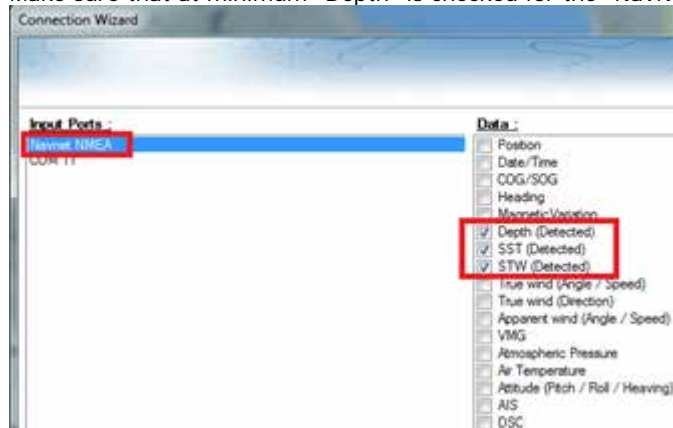 Make sure that at minimum "Depth" is checked for the "Navn
Connection Wizard
Input Ports :
Navnet NMEA
COM 11
Data :
Position
Date/Time
COG/SOG
Heading
Magnetic Variation
Depth (Detected)
SST (Detected)
STW (Detected)
True wind (Angle / Speed)
True wind (Direction)
Apparent wind (Angle / Speed)
VMG
Atmospheric Pressure
Air Temperature
Attitude (Pitch / Roll / Heaving)
AIS
DSC